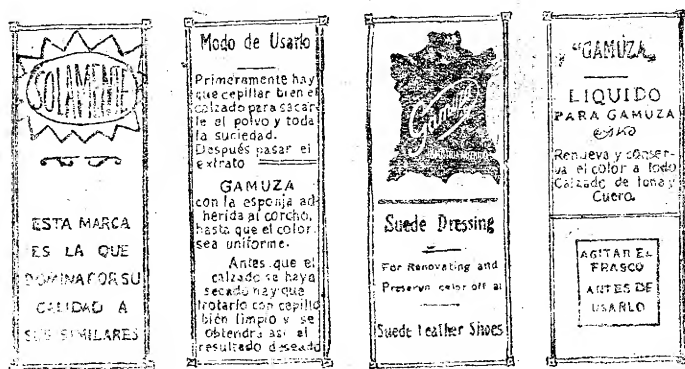 SOLAMENTE
ESTA MARCA
ES LA QUE
DOMINA POR SU
CALIDAD A
SUS SIMILARES
Modo de Usarlo
Primeramente hay
que cepillar bien el
calzado para sacar
le el polvo y toda
la suciedad.
Después pasar el
extrato
GAMUZA
con la esponja ad
herida al corcho,
hasta que el color
sea uniforme.
Antes que el
calzado se haya
secado hay que
frotarlo con cepillo
bién limpio y se
obtendrá asi al
resultado deseado
Gamuza
Suede Dressing
For Renovating and
Preserve color off al
Suede Leather Shoes
"GAMUZA"
LIQUIDO
PARA GAMUZA
Renueva y conser-
va el color a todo
Calzado de lona y
Cuero.
AGITAR EL
FRASCO
ANTES DE
USARLO